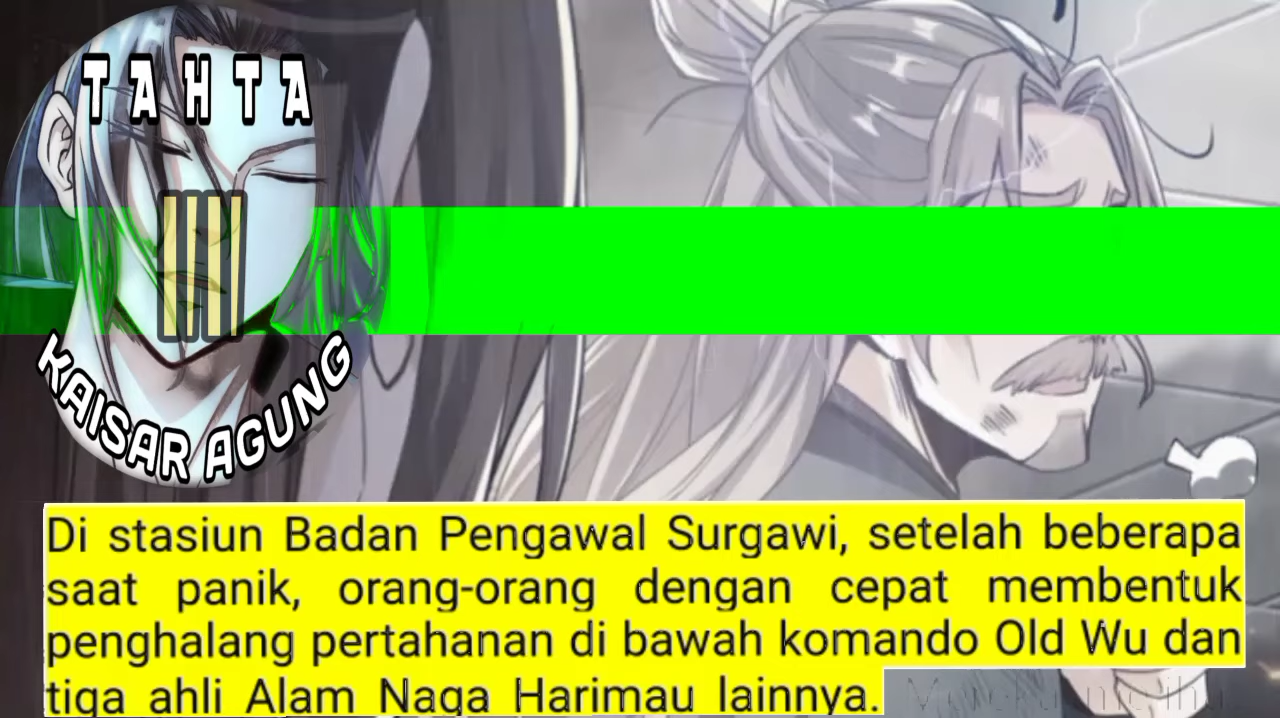 TAHTA
KAISAR AGUNG
Di stasiun Badan Pengawal Surgawi, setelah beberapa
saat panik, orang-orang dengan cepat membentuk
penghalang pertahanan di bawah komando Old Wu dan
tiga ahli Alam Naga Harimau lainnya.